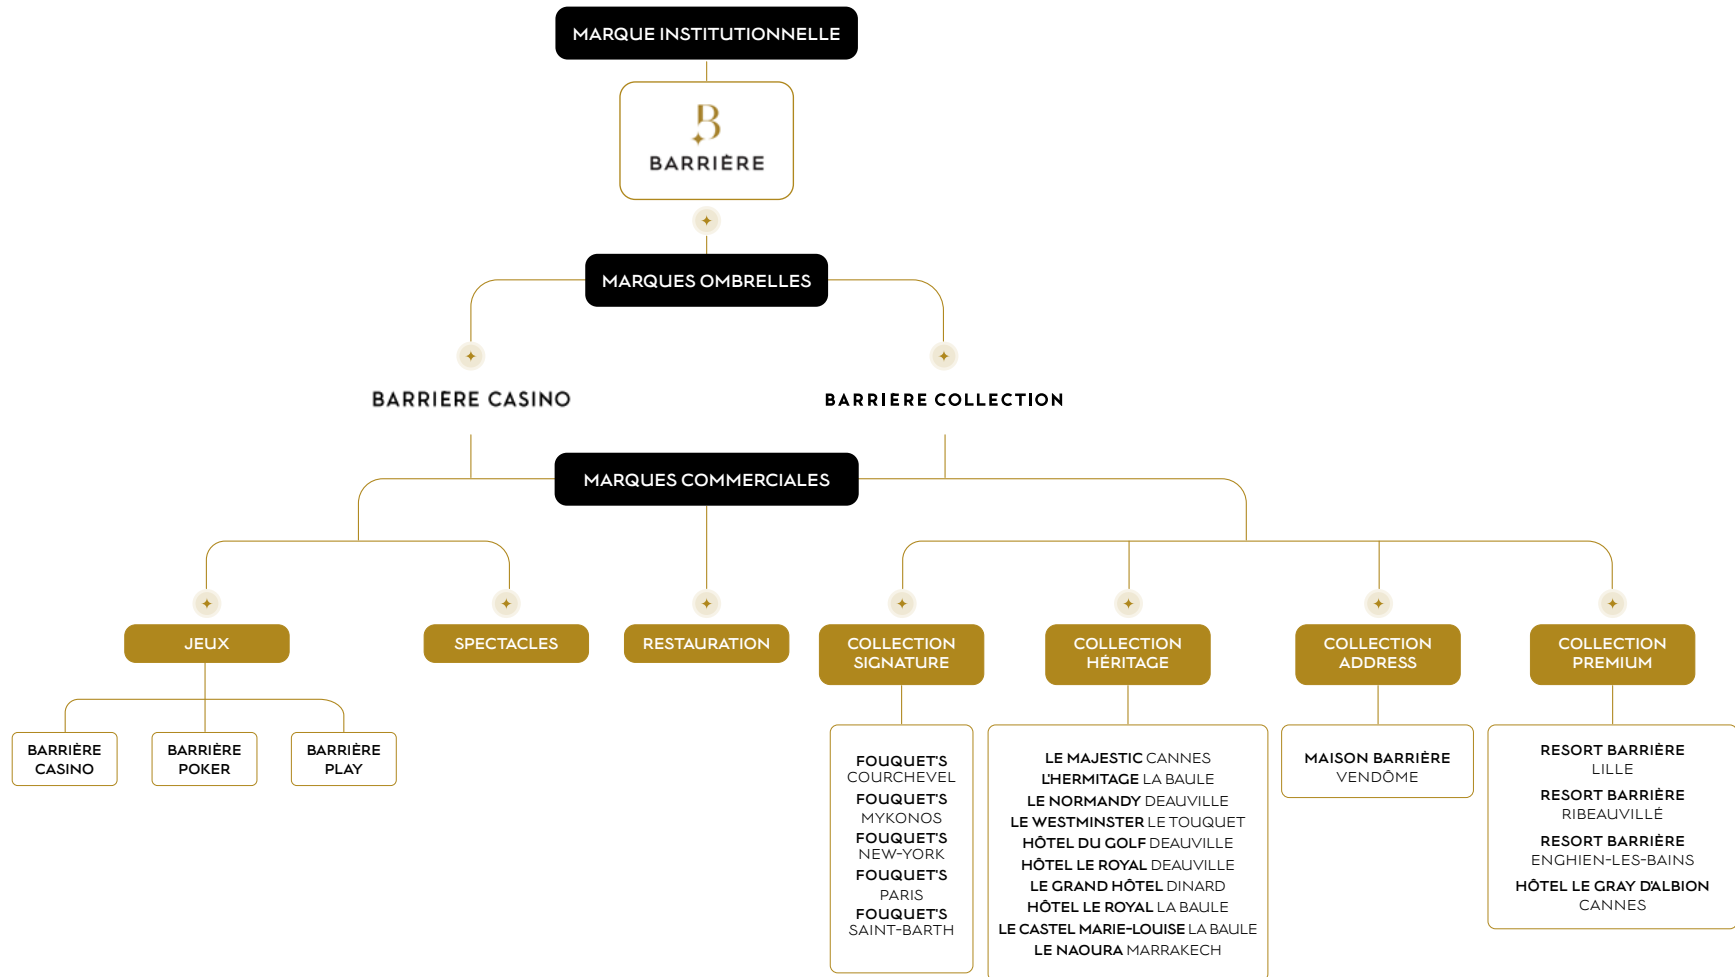 MARQUE INSTITUTIONNELLE
B
BARRIÈRE
MARQUES OMBRELLES
BARRIÈRE CASINO
BARRIERE COLLECTION
MARQUES COMMERCIALES
JEUX
SPECTACLES
RESTAURATION
COLLECTION
SIGNATURE
COLLECTION
HÉRITAGE
COLLECTION
ADDRESS
COLLECTION
PREMIUM
BARRIÈRE
CASINO
BARRIÈRE
POKER
BARRIÈRE
PLAY
FOUQUET'S
COURCHEVEL
FOUQUET'S
MYKONOS
FOUQUET'S
NEW-YORK
FOUQUET'S
PARIS
FOUQUET'S
SAINT-BARTH
LE MAJESTIC CANNES
L'HERMITAGE LA BAULE
LE NORMANDY DEAUVILLE
LE WESTMINSTER LE TOUQUET
HÔTEL DU GOLF DEAUVILLE
HÔTEL LE ROYAL DEAUVILLE
LE GRAND HÔTEL DINARD
HÔTEL LE ROYAL LA BAULE
LE CASTEL MARIE-LOUISE LA BAULE
LE NAOURA MARRAKECH
MAISON BARRIÈRE
VENDÔME
RESORT BARRIÈRE
LILLE
RESORT BARRIÈRE
RIBEAUVILLÉ
RESORT BARRIÈRE
ENGHIEN-LES-BAINS
HÔTEL LE GRAY D'ALBION
CANNES